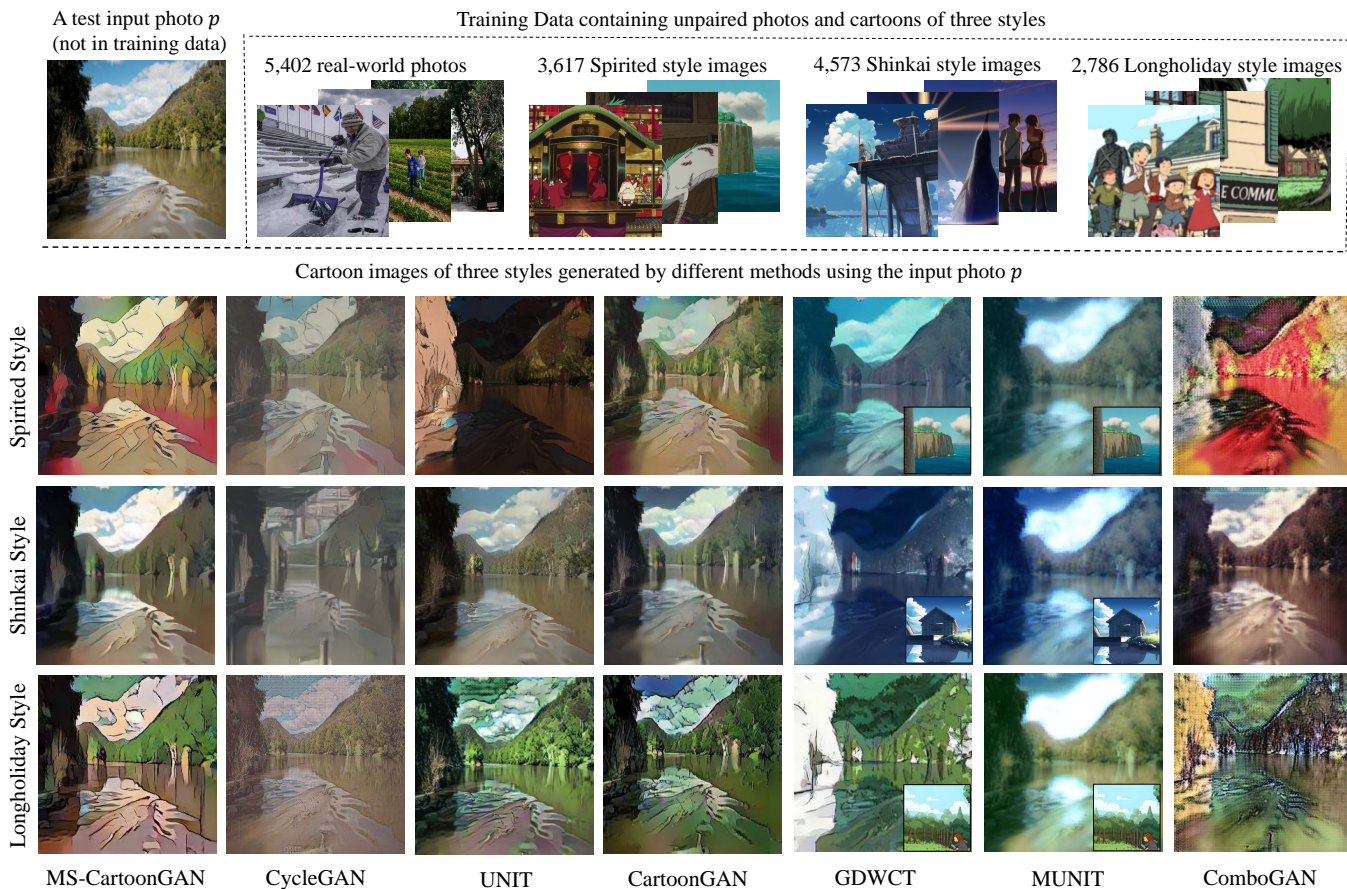 A test input photo p
(not in training data)
Training Data containing unpaired photos and cartoons of three styles
5,402 real-world photos
3,617 Spirited style images
4,573 Shinkai style images
2,786 Longholiday style images
E COMMU
Cartoon images of three styles generated by different methods using the input photo p
Spirited Style
Shinkai Style
Longholiday Style
MS-CartoonGAN
CycleGAN
UNIT
CartoonGAN
GDWCT
MUNIT
ComboGAN